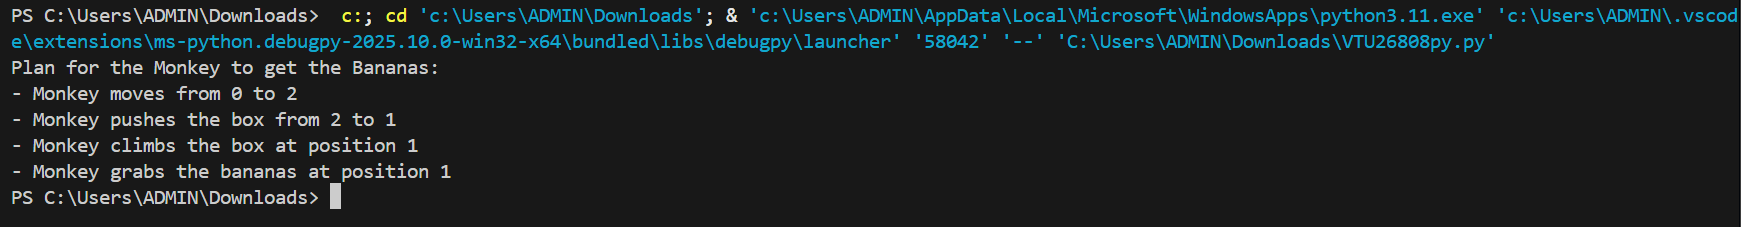 PS C:\Users\ADMIN\Downloads>  c:; cd 'c:\Users\ADMIN\Downloads'; & 'c:\Users\ADMIN\AppData\Local\Microsoft\WindowsApps\python3.11.exe' 'c:\Users\ADMIN\.vscod
e\extensions\ms-python.debugpy-2025.10.0-win32-x64\bundled\libs\debugpy\launcher' '58042' '--' 'C:\Users\ADMIN\Downloads\VTU26808py.py'
Plan for the Monkey to get the Bananas:
- Monkey moves from 0 to 2
- Monkey pushes the box from 2 to 1
- Monkey climbs the box at position 1
- Monkey grabs the bananas at position 1
PS C:\Users\ADMIN\Downloads>